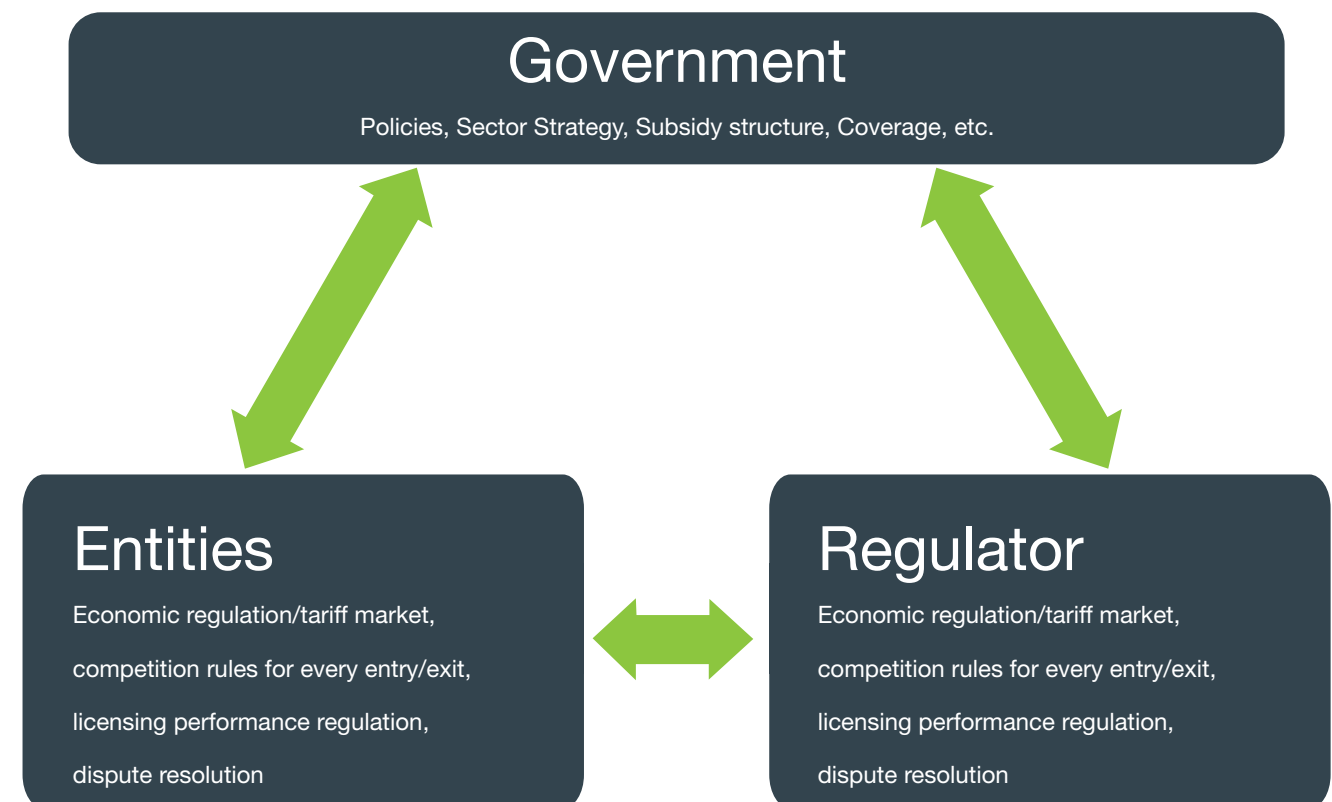 Government
Policies, Sector Strategy, Subsidy structure, Coverage, etc.
Entities
Economic regulation/tariff market,
competition rules for every entry/exit,
licensing performance regulation,
dispute resolution
Regulator
Economic regulation/tariff market,
competition rules for every entry/exit,
licensing performance regulation,
dispute resolution